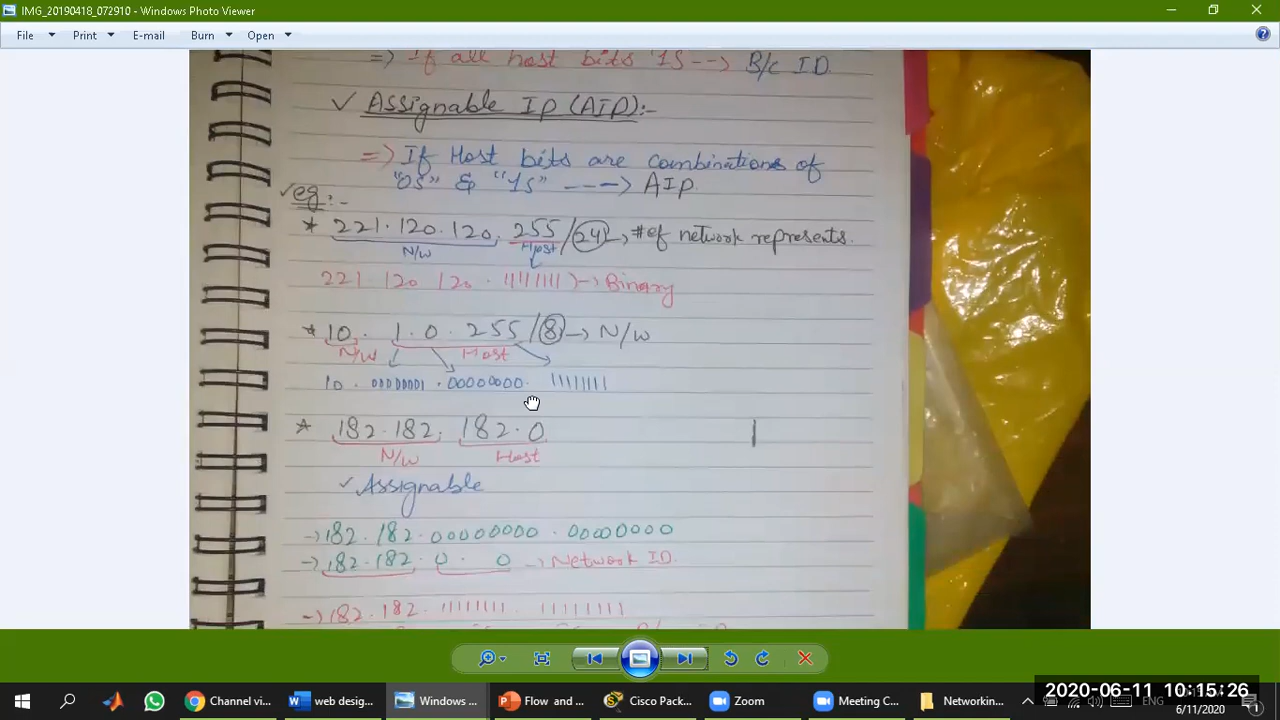 IMG_20190418_072910 - Windows Photo Viewer
File Print E-mail Burn Open
=> If all host bits '1s --> B/c ID.
✓ Assignable Ip (AIP):-
=> If Host bits are combinations of
"0s" & "1s" ----> AIP.
✓eg:-
* 221.120.120.255/24, # of network represents.
N/w Host
221.120 120.11111111 -> Binary
* 10. 1.0.255/8 -> N/w
N/w Host
10.00000001.00000000.11111111
* 182.182. 182.0
N/w Host
✓ Assignable
-> 182.182.00000000.00000000
-> 182.182.0. 0 -> Network ID.
-> 182.182.11111111.11111111
Channel vi...
web desig...
Windows ...
Flow and ...
Cisco Pack...
Zoom
Meeting C...
Networkin...
ENG
2020-06-11 10:15:26
6/11/2020